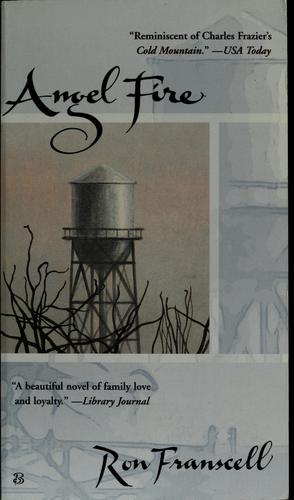 “Reminiscent of Charles Frazier's
Cold Mountain.” —USA Today
Angel Fire
“A beautiful novel of family love
and loyalty.” —Library Journal
B
Ron Franscell